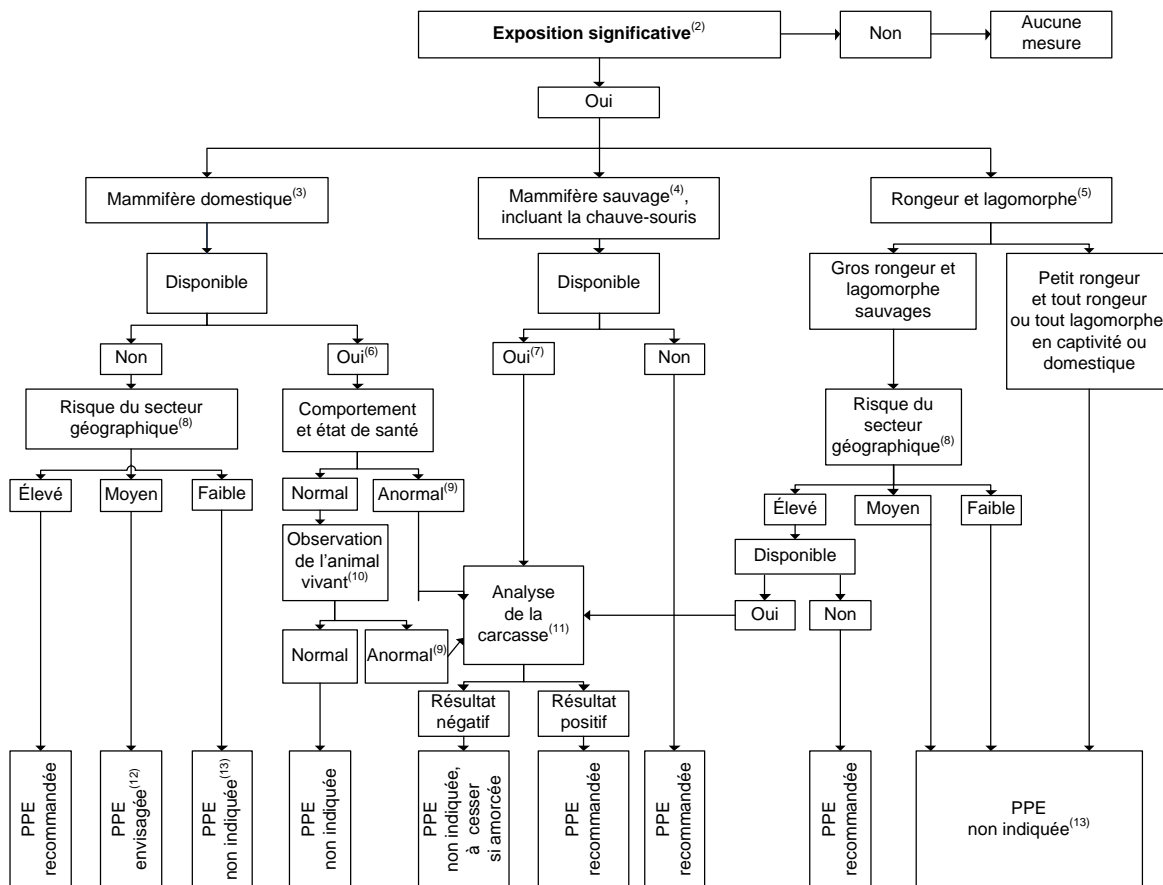 Exposition significative(2)
Non
Aucune
mesure
Oui
Mammifère domestique(3)
Mammifère sauvage(4),
incluant la chauve-souris
Rongeur et lagomorphe(5)
Disponible
Disponible
Gros rongeur et
lagomorphe
sauvages
Petit rongeur
et tout rongeur
ou tout lagomorphe
en captivité ou
domestique
Non
Oui(6)
Oui(7)
Non
Risque du secteur
géographique(8)
Comportement
et état de santé
Risque du
secteur
géographique(8)
Élevé
Moyen
Faible
Normal
Anormal(9)
Élevé
Moyen
Faible
Observation
de l’animal
vivant(10)
Disponible
Analyse
de la
carcasse(11)
Oui
Non
Normal
Anormal(9)
Résultat
négatif
Résultat
positif
PPE
recommandée
PPE
envisagée(12)
PPE
non indiquée(13)
PPE
non indiquée
PPE
non indiquée,
à cesser
si amorcée
PPE
recommandée
PPE
recommandée
PPE
recommandée
PPE
non indiquée(13)